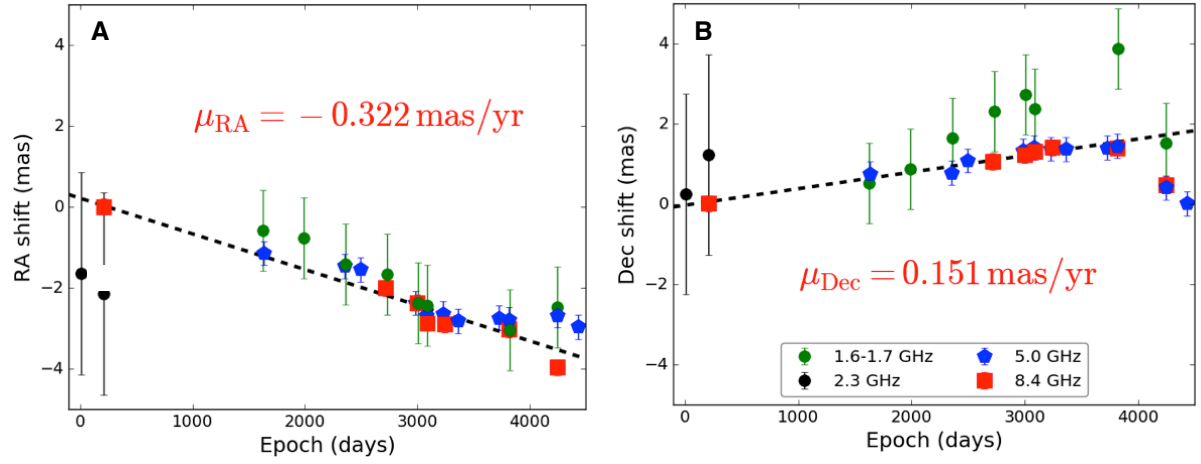 A
4
2
0
−2
−4
RA shift (mas)
μRA = −0.322 mas/yr
0 1000 2000 3000 4000
Epoch (days)
B
4
2
0
−2
−4
Dec shift (mas)
μDec = 0.151 mas/yr
1.6-1.7 GHz
2.3 GHz
5.0 GHz
8.4 GHz
0 1000 2000 3000 4000
Epoch (days)